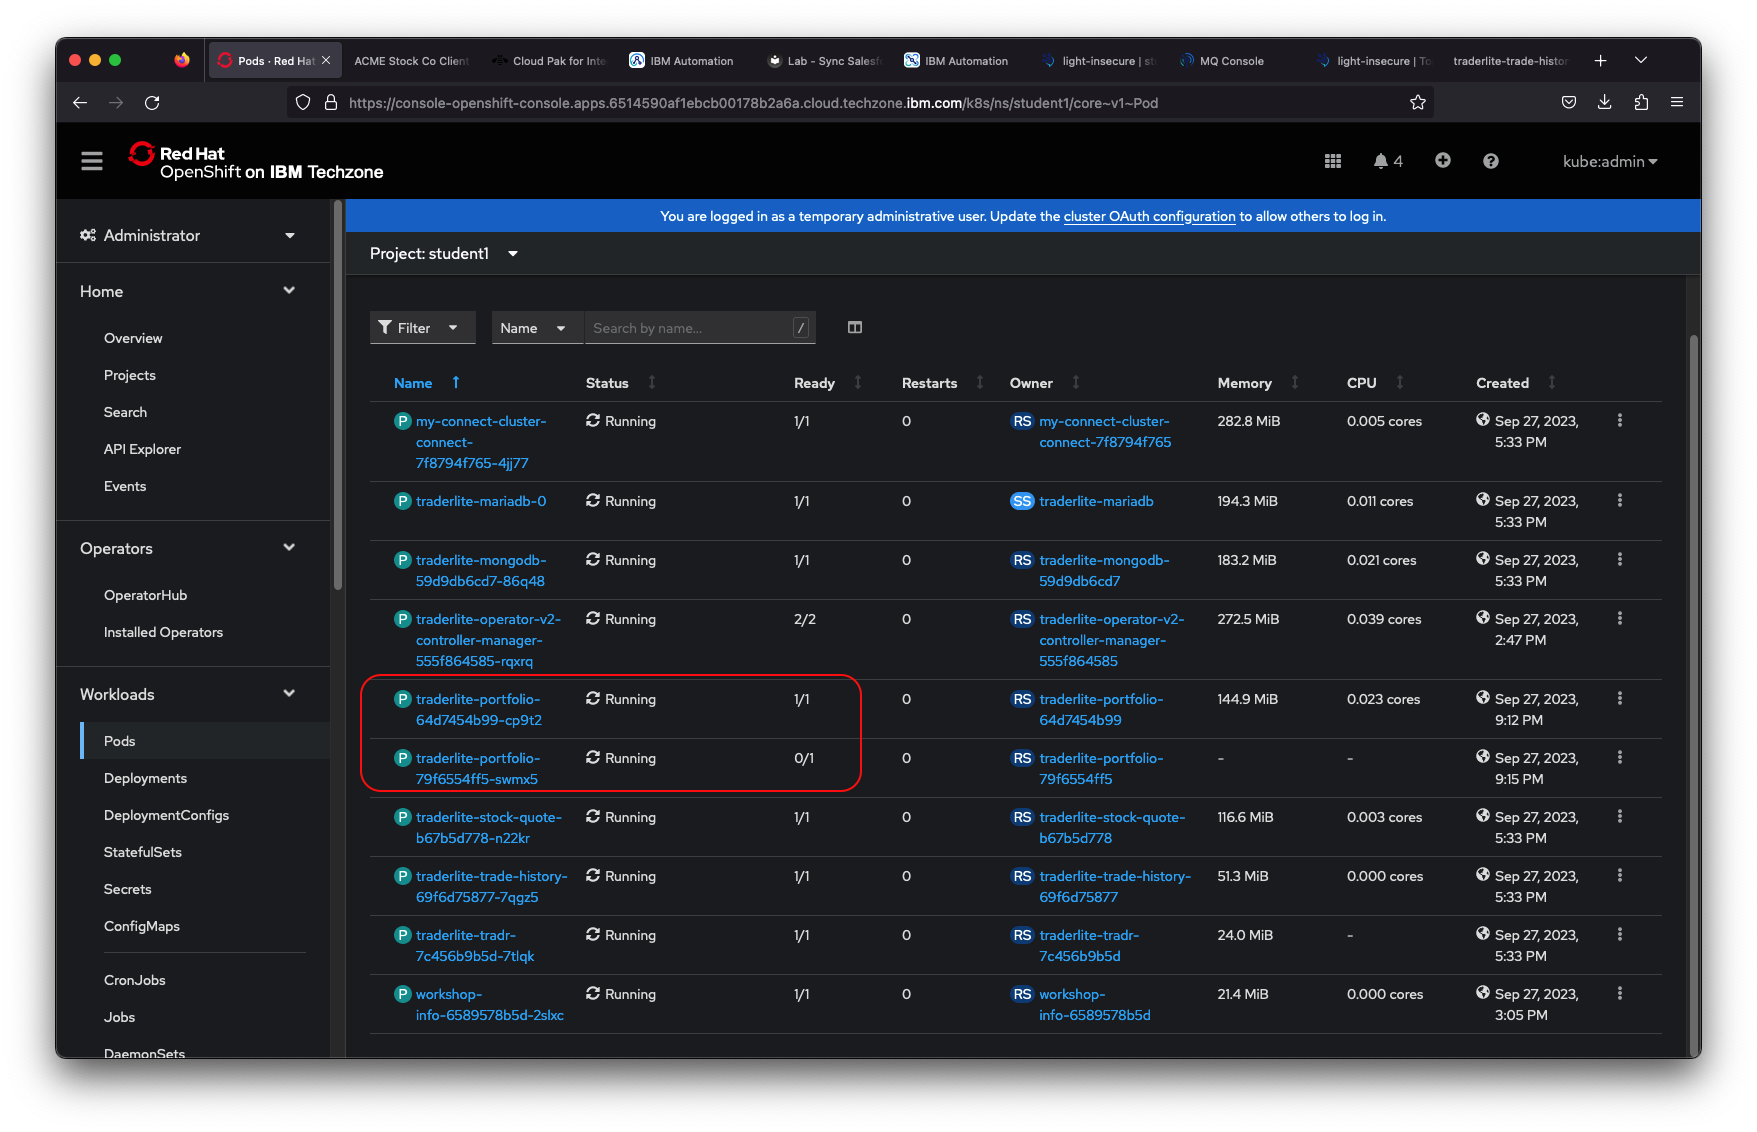 Pods · Red Hat
ACME Stock Co Client
Cloud Pak for Inte
IBM Automation
Lab - Sync Salesf
IBM Automation
light-insecure | st
MQ Console
light-insecure | To
traderlite-trade-histor
https://console-openshift-console.apps.6514590af1ebcb00178b2a6a.cloud.techzone.ibm.com/k8s/ns/student1/core~v1~Pod
Red Hat
OpenShift on IBM Techzone
4
kube:admin
You are logged in as a temporary administrative user. Update the cluster OAuth configuration to allow others to log in.
Administrator
Home
Overview
Projects
Search
API Explorer
Events
Operators
OperatorHub
Installed Operators
Workloads
Pods
Deployments
DeploymentConfigs
StatefulSets
Secrets
ConfigMaps
CronJobs
Jobs
DaemonSets
Project: student1
Filter
Name
Search by name...
/
Name Status Ready Restarts Owner Memory CPU Created
P my-connect-cluster- Running 1/1 0 RS my-connect-cluster- 282.8 MiB 0.005 cores Sep 27, 2023,
connect- connect-7f8794f765 5:33 PM
7f8794f765-4jj77
P traderlite-mariadb-0 Running 1/1 0 SS traderlite-mariadb 194.3 MiB 0.011 cores Sep 27, 2023,
5:33 PM
P traderlite-mongodb- Running 1/1 0 RS traderlite-mongodb- 183.2 MiB 0.021 cores Sep 27, 2023,
59d9db6cd7-86q48 59d9db6cd7 5:33 PM
P traderlite-operator-v2- Running 2/2 0 RS traderlite-operator-v2- 272.5 MiB 0.039 cores Sep 27, 2023,
controller-manager- controller-manager- 2:47 PM
555f864585-rqxrq 555f864585
P traderlite-portfolio- Running 1/1 0 RS traderlite-portfolio- 144.9 MiB 0.023 cores Sep 27, 2023,
64d7454b99-cp9t2 64d7454b99 9:12 PM
P traderlite-portfolio- Running 0/1 0 RS traderlite-portfolio- - - Sep 27, 2023,
79f6554ff5-swmx5 79f6554ff5 9:15 PM
P traderlite-stock-quote- Running 1/1 0 RS traderlite-stock-quote- 116.6 MiB 0.003 cores Sep 27, 2023,
b67b5d778-n22kr b67b5d778 5:33 PM
P traderlite-trade-history- Running 1/1 0 RS traderlite-trade-history- 51.3 MiB 0.000 cores Sep 27, 2023,
69f6d75877-7qgz5 69f6d75877 5:33 PM
P traderlite-tradr- Running 1/1 0 RS traderlite-tradr- 24.0 MiB - Sep 27, 2023,
7c456b9b5d-7tlqk 7c456b9b5d 5:33 PM
P workshop- Running 1/1 0 RS workshop- 21.4 MiB 0.000 cores Sep 27, 2023,
info-6589578b5d-2slxc info-6589578b5d 3:05 PM